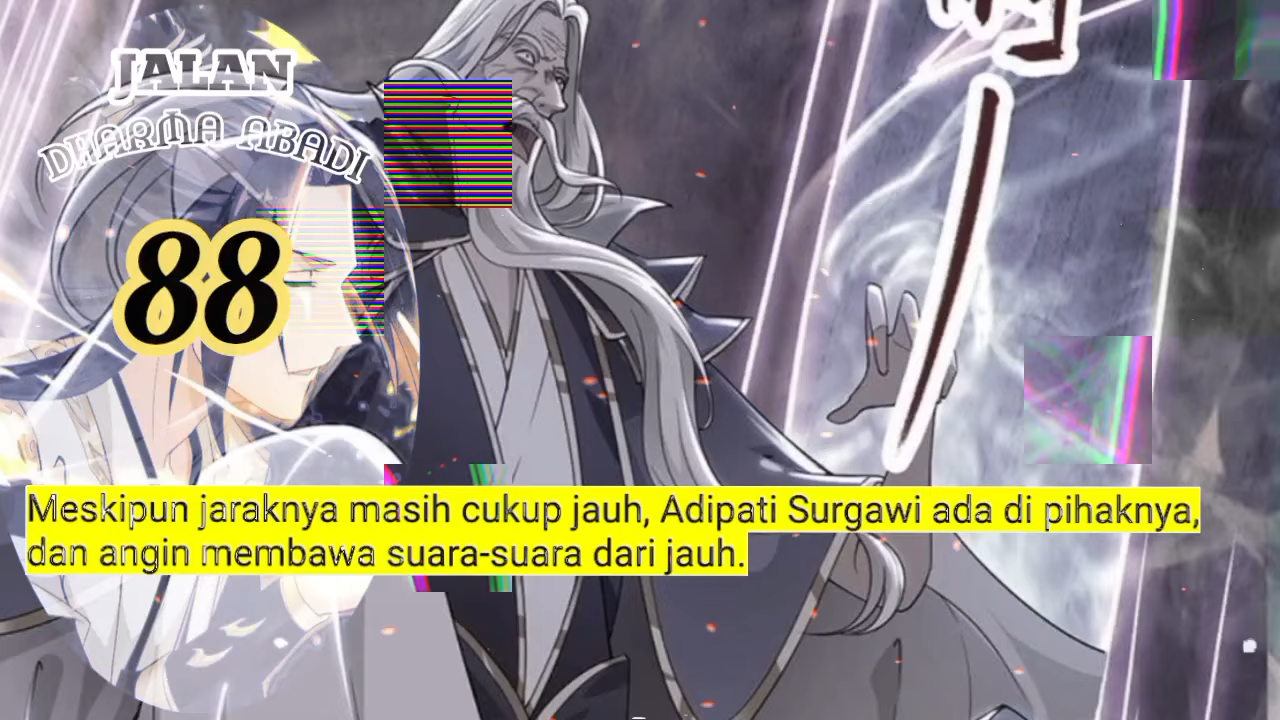 JALAN
DHARMA ABADI
88
Meskipun jaraknya masih cukup jauh, Adipati Surgawi ada di pihaknya,
dan angin membawa suara-suara dari jauh.